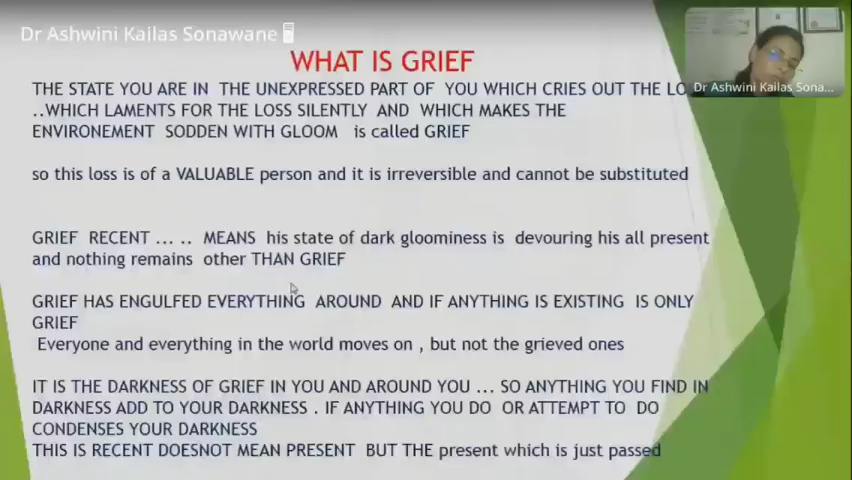 Dr Ashwini Kailas Sonawane
WHAT IS GRIEF
THE STATE YOU ARE IN THE UNEXPRESSED PART OF YOU WHICH CRIES OUT THE LO
..WHICH LAMENTS FOR THE LOSS SILENTLY AND WHICH MAKES THE
ENVIRONEMENT SODDEN WITH GLOOM is called GRIEF
so this loss is of a VALUABLE person and it is irreversible and cannot be substituted
GRIEF RECENT ... .. MEANS his state of dark gloominess is devouring his all present
and nothing remains other THAN GRIEF
GRIEF HAS ENGULFED EVERYTHING AROUND AND IF ANYTHING IS EXISTING IS ONLY
GRIEF
Everyone and everything in the world moves on , but not the grieved ones
IT IS THE DARKNESS OF GRIEF IN YOU AND AROUND YOU ... SO ANYTHING YOU FIND IN
DARKNESS ADD TO YOUR DARKNESS . IF ANYTHING YOU DO OR ATTEMPT TO DO
CONDENSES YOUR DARKNESS
THIS IS RECENT DOESNOT MEAN PRESENT BUT THE present which is just passed
Dr Ashwini Kailas Sona...